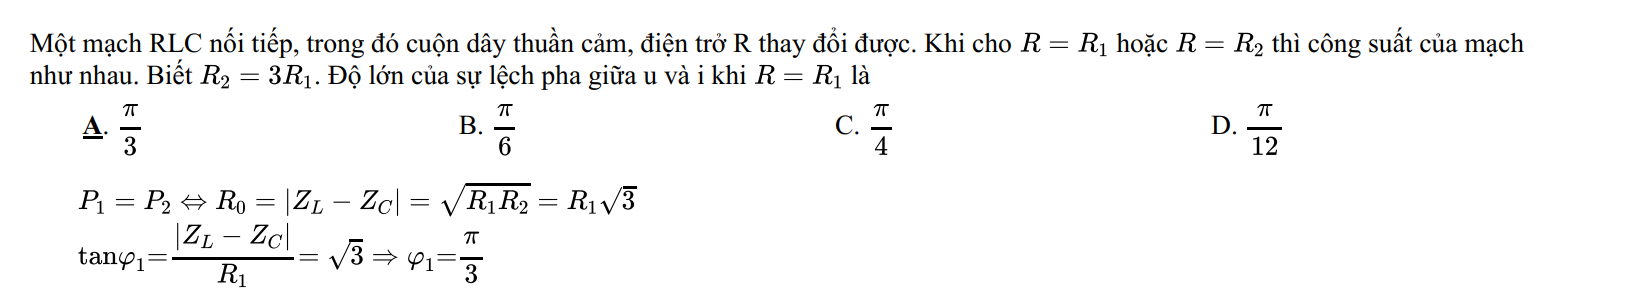 Một mạch RLC nối tiếp, trong đó cuộn dây thuần cảm, điện trở R thay đổi được. Khi cho $R = R_1$ hoặc $R = R_2$ thì công suất của mạch
như nhau. Biết $R_2 = 3R_1$. Độ lớn của sự lệch pha giữa u và i khi $R = R_1$ là
A. $\frac{\pi}{3}$ B. $\frac{\pi}{6}$ C. $\frac{\pi}{4}$ D. $\frac{\pi}{12}$
$P_1 = P_2 \Leftrightarrow R_0 = |Z_L - Z_C| = \sqrt{R_1R_2} = R_1\sqrt{3}$
$\tan\varphi_1 = \frac{|Z_L - Z_C|}{R_1} = \sqrt{3} \Rightarrow \varphi_1 = \frac{\pi}{3}$